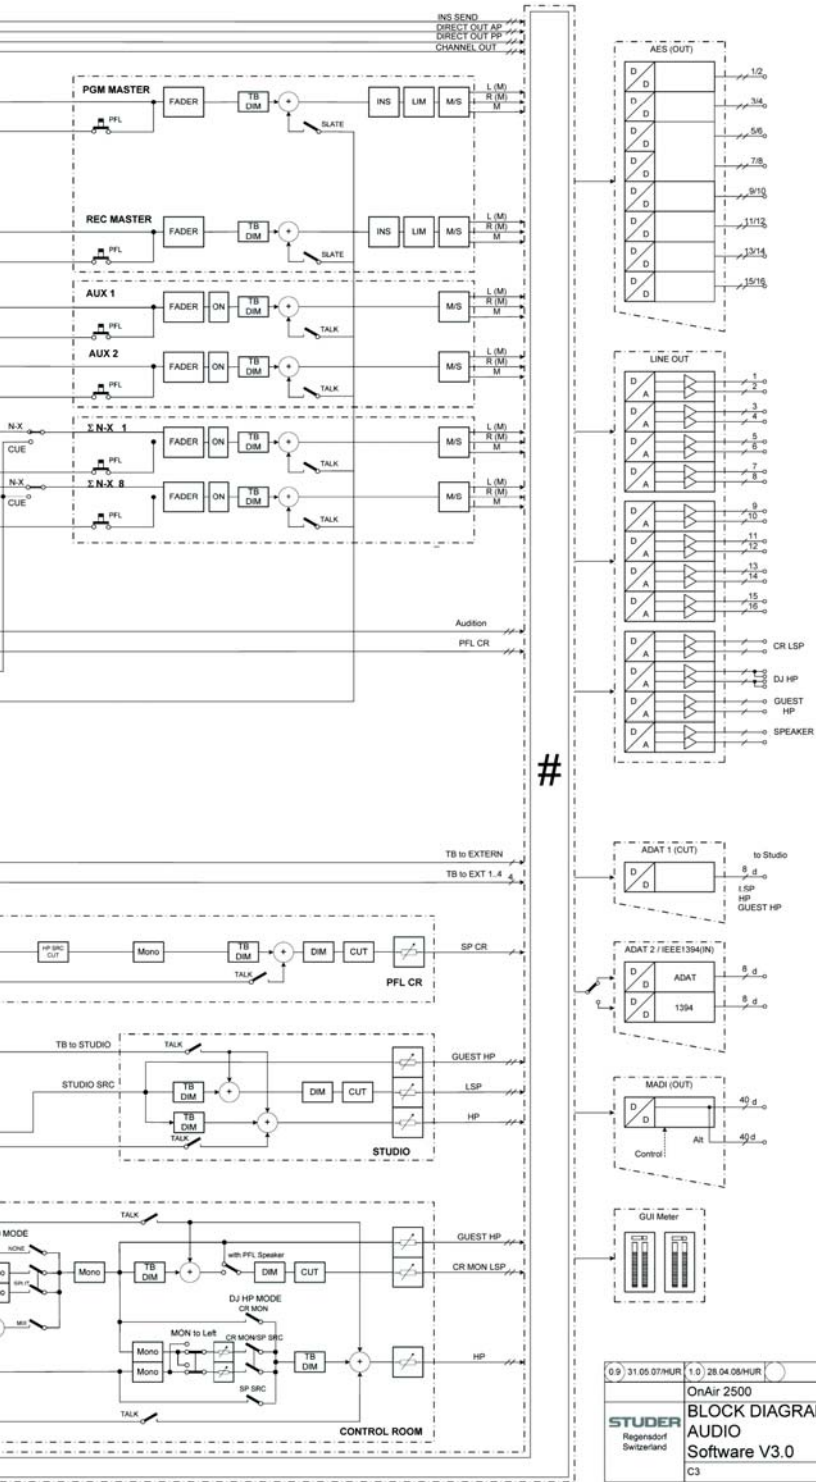 INS SEND
DIRECT OUT AP
DIRECT OUT PP
CHANNEL OUT
PGM MASTER
PFL
FADER
TB DIM
+
SLATE
INS
LIM
M/S
L (M)
R (M)
M
REC MASTER
PFL
FADER
TB DIM
+
SLATE
INS
LIM
M/S
L (M)
R (M)
M
AUX 1
PFL
FADER
ON
TB DIM
+
TALK
M/S
L (M)
R (M)
M
AUX 2
PFL
FADER
ON
TB DIM
+
TALK
M/S
L (M)
R (M)
M
N-X
CUE
Σ N-X 1
PFL
FADER
ON
TB DIM
+
TALK
M/S
L (M)
R (M)
M
N-X
CUE
Σ N-X 8
PFL
FADER
ON
TB DIM
+
TALK
M/S
L (M)
R (M)
M
Audition
PFL CR
#
TB to EXTERN
TB to EXT 1..4
4
HP SRC CUT
Mono
TB DIM
+
DIM
CUT
TALK
SP CR
PFL CR
TB to STUDIO
TALK
STUDIO SRC
TB DIM
+
DIM
CUT
TB DIM
+
TALK
GUEST HP
LSP
HP
STUDIO
TALK
MODE
NONE
SPLIT
MIX
Mono
TB DIM
+
with PFL Speaker
DIM
CUT
GUEST HP
CR MON LSP
DJ HP MODE
CR MON
MON to Left
CR MON/SP SRC
Mono
Mono
TB DIM
+
HP
SP SRC
TALK
CONTROL ROOM
AES (OUT)
D D
1/2
D D
3/4
D D
5/6
D D
7/8
D D
9/10
D D
11/12
D D
13/14
D D
15/16
LINE OUT
D A
1
2
D A
3
4
D A
5
6
D A
7
8
D A
9
10
D A
11
12
D A
13
14
D A
15
16
D A
CR LSP
D A
DJ HP
D A
GUEST HP
D A
SPEAKER
ADAT 1 (CUT)
D D
8 d
to Studio
LSP
HP
GUEST HP
ADAT 2 / IEEE1394(IN)
D D
ADAT
8 d
D D
1394
8 d
MADI (OUT)
D D
40 d
Alt
40 d
Control
GUI Meter
0.9 31.05.07/HUR 1.0 28.04.08/HUR
OnAir 2500
STUDER
Regensdorf
Switzerland
BLOCK DIAGRA
AUDIO
Software V3.0
C3